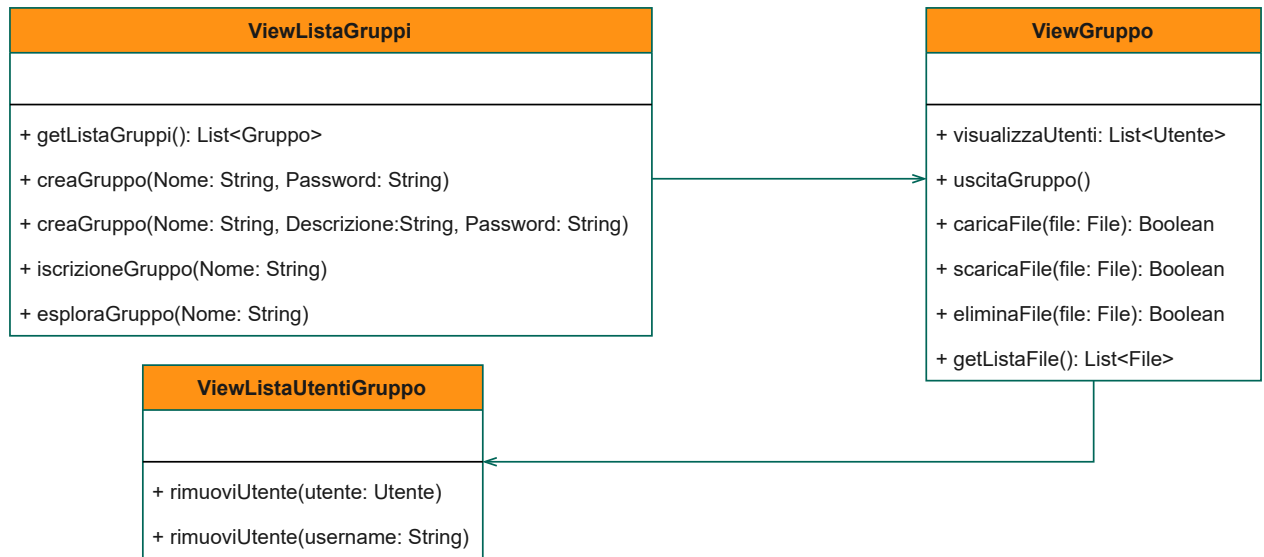 ViewListaGruppi
+ getListaGruppi(): List<Gruppo>
+ creaGruppo(Nome: String, Password: String)
+ creaGruppo(Nome: String, Descrizione:String, Password: String)
+ iscrizioneGruppo(Nome: String)
+ esploraGruppo(Nome: String)
ViewGruppo
+ visualizzaUtenti: List<Utente>
+ uscitaGruppo()
+ caricaFile(file: File): Boolean
+ scaricaFile(file: File): Boolean
+ eliminaFile(file: File): Boolean
+ getListaFile(): List<File>
ViewListaUtentiGruppo
+ rimuoviUtente(utente: Utente)
+ rimuoviUtente(username: String)